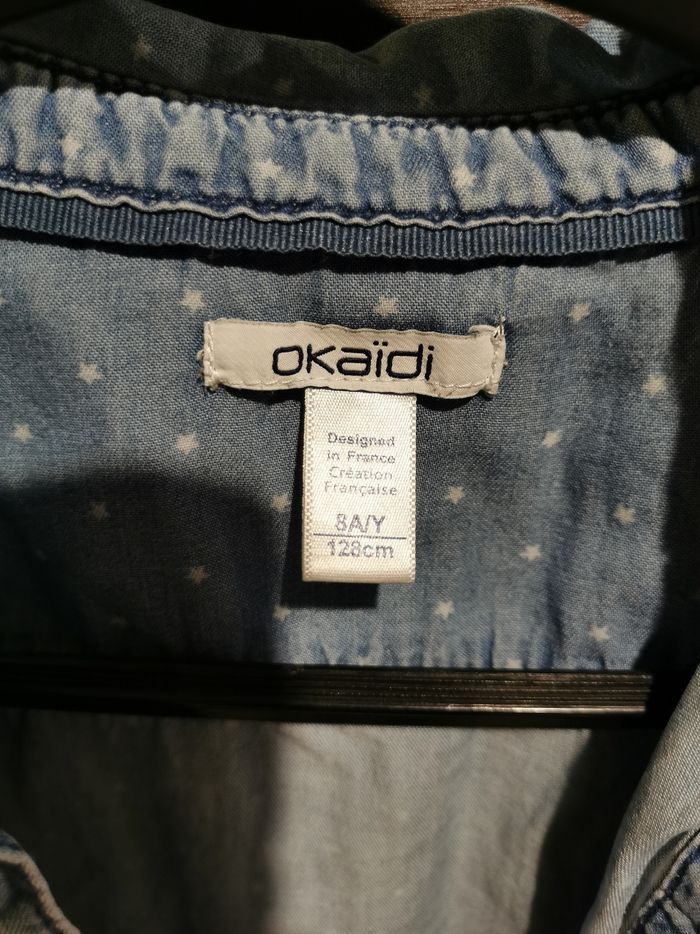 oKaïdi
Designed
in France
Création
Française
8A/Y
128cm